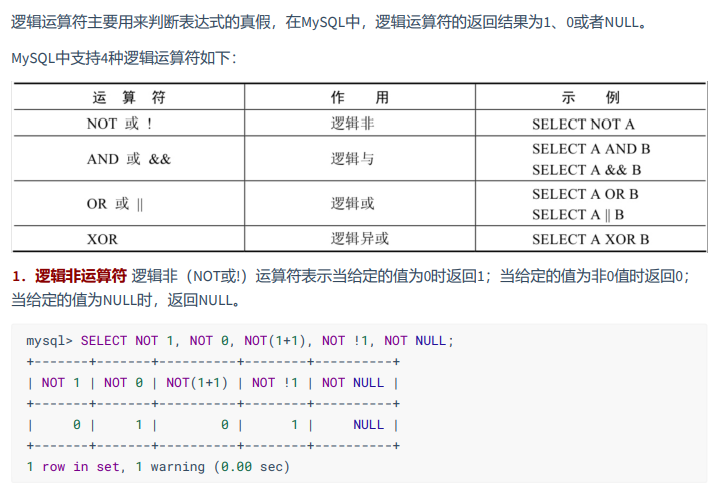 逻辑运算符主要用来判断表达式的真假，在MySQL中，逻辑运算符的返回结果为1、0或者NULL。
MySQL中支持4种逻辑运算符如下：
运 算 符 作 用 示 例
NOT 或 ! 逻辑非 SELECT NOT A
AND 或 && 逻辑与 SELECT A AND B
SELECT A && B
OR 或 || 逻辑或 SELECT A OR B
SELECT A || B
XOR 逻辑异或 SELECT A XOR B
1．逻辑非运算符 逻辑非（NOT或!）运算符表示当给定的值为0时返回1；当给定的值为非0值时返回0；
当给定的值为NULL时，返回NULL。
mysql> SELECT NOT 1, NOT 0, NOT(1+1), NOT !1, NOT NULL;
+-------+-------+----------+--------+----------+
| NOT 1 | NOT 0 | NOT(1+1) | NOT !1 | NOT NULL |
+-------+-------+----------+--------+----------+
|     0 |     1 |        0 |      1 |     NULL |
+-------+-------+----------+--------+----------+
1 row in set, 1 warning (0.00 sec)